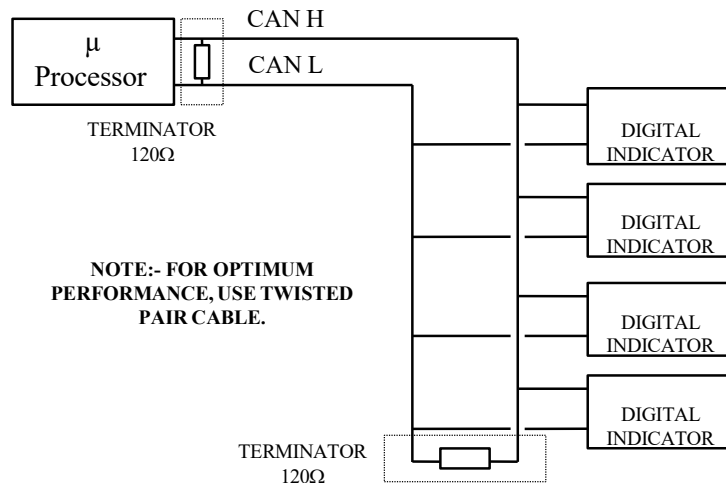 µ
Processor
CAN H
CAN L
TERMINATOR
120Ω
DIGITAL
INDICATOR
DIGITAL
INDICATOR
NOTE:- FOR OPTIMUM
PERFORMANCE, USE TWISTED
PAIR CABLE.
DIGITAL
INDICATOR
DIGITAL
INDICATOR
TERMINATOR
120Ω